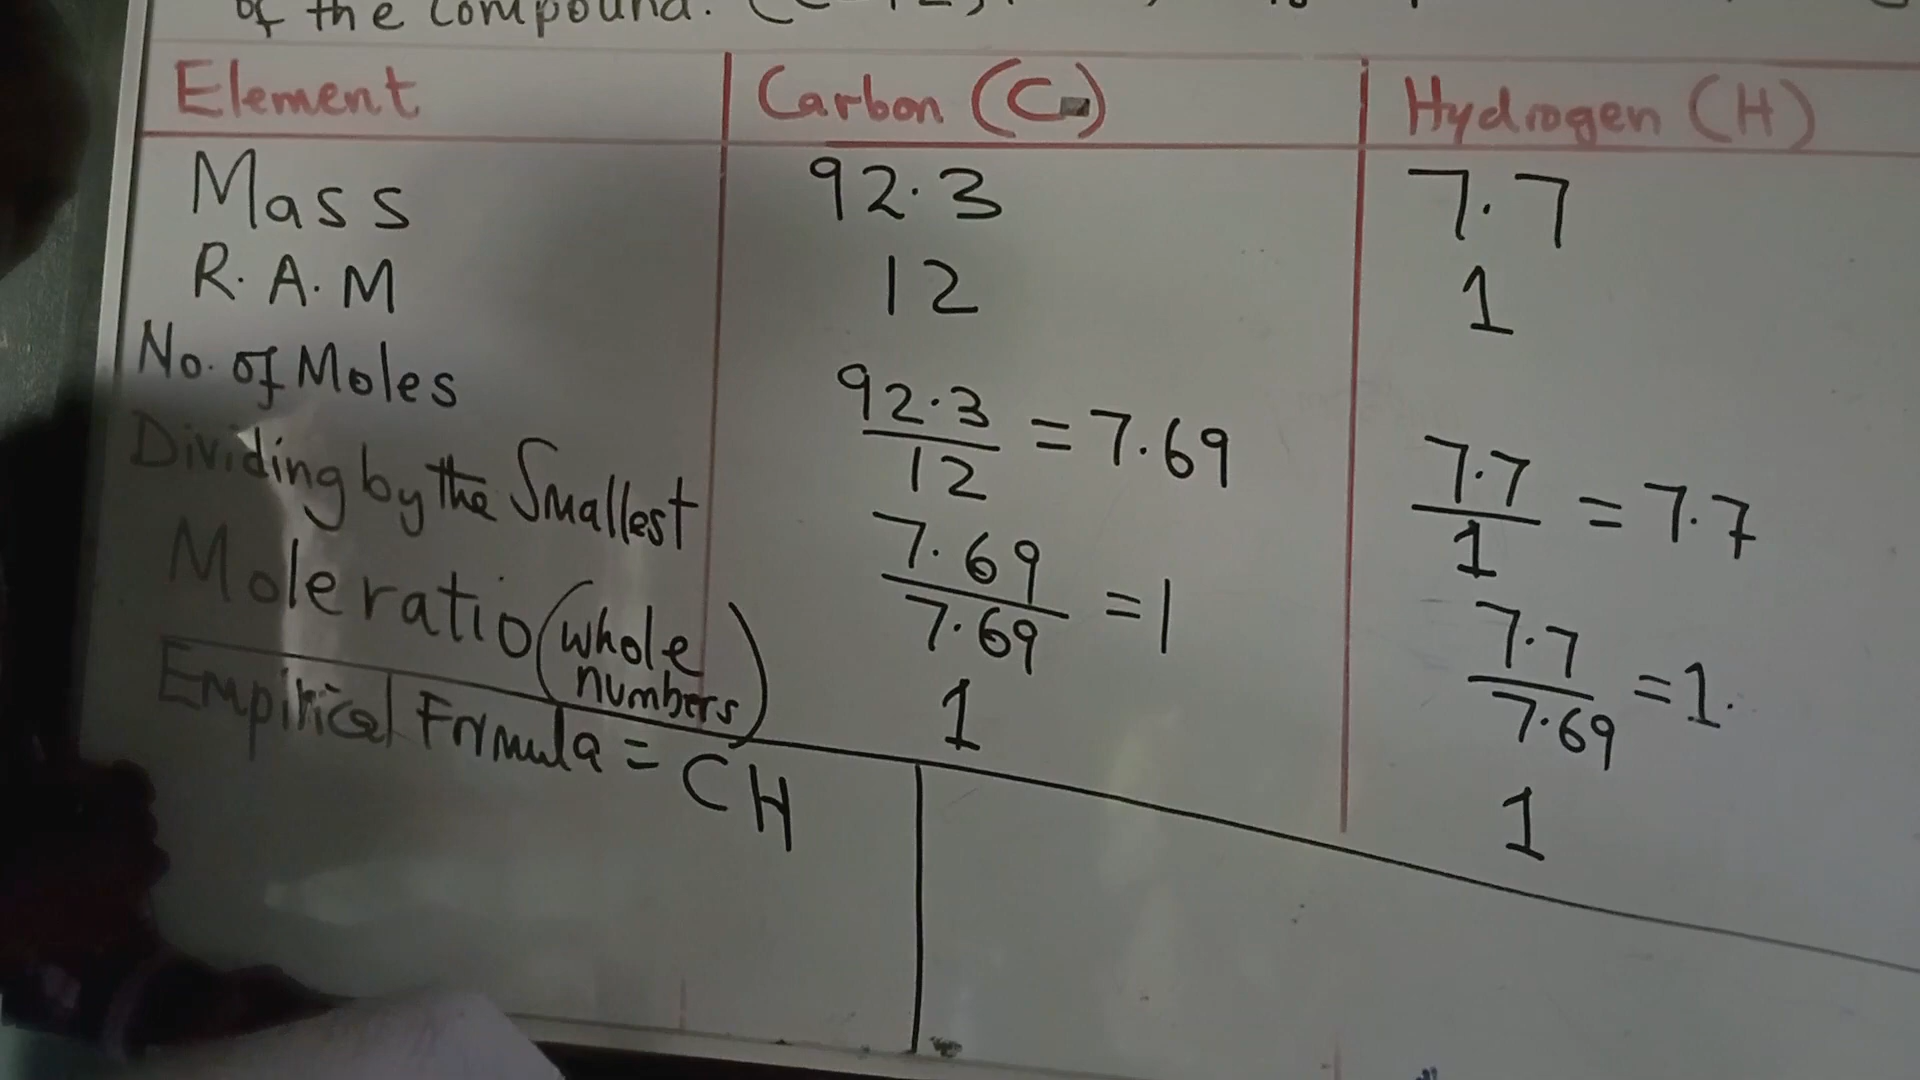 of the compound.
Element Carbon (C) Hydrogen (H)
Mass 92.3 7.7
R.A.M 12 1
No. of Moles 92.3/12 = 7.69 7.7/1 = 7.7
Dividing by the Smallest 7.69/7.69 = 1 7.7/7.69 = 1.
Mole ratio (whole numbers) 1 1
Empirical Formula = CH